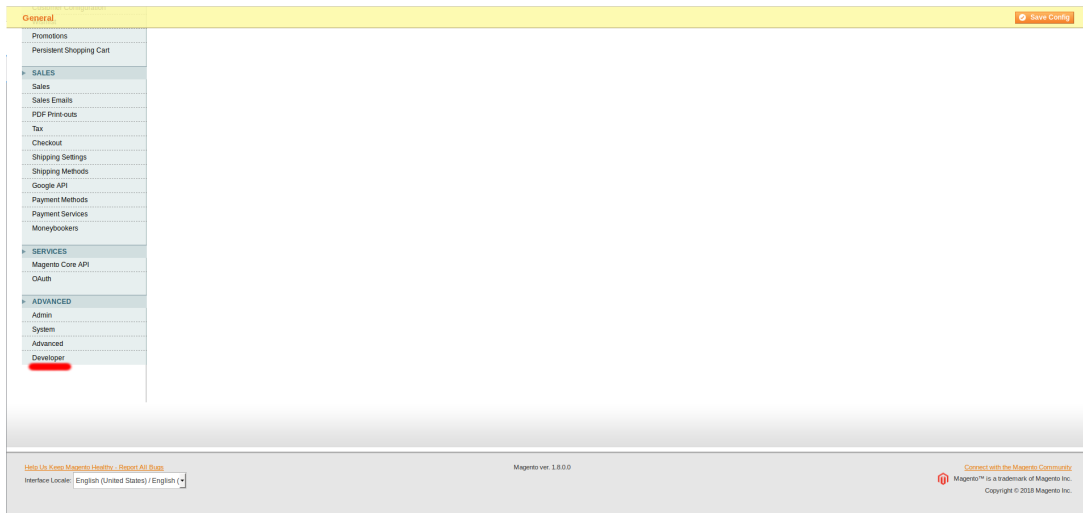 Customer Configuration
General
Save Config
Promotions
Persistent Shopping Cart
SALES
Sales
Sales Emails
PDF Print-outs
Tax
Checkout
Shipping Settings
Shipping Methods
Google API
Payment Methods
Payment Services
Moneybookers
SERVICES
Magento Core API
OAuth
ADVANCED
Admin
System
Advanced
Developer
Help Us Keep Magento Healthy - Report All Bugs
Magento ver. 1.8.0.0
Connect with the Magento Community
Interface Locale: English (United States) / English (
Magento™ is a trademark of Magento Inc.
Copyright © 2018 Magento Inc.